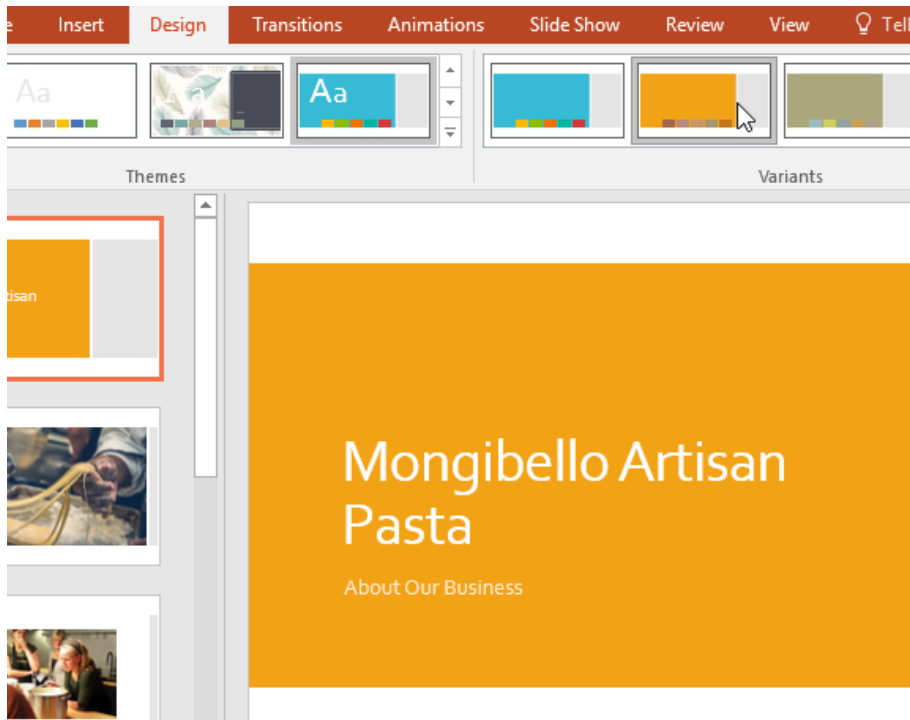 Insert Design Transitions Animations Slide Show Review View Tell
Aa Aa
Themes Variants
tisan
Mongibello Artisan
Pasta
About Our Business